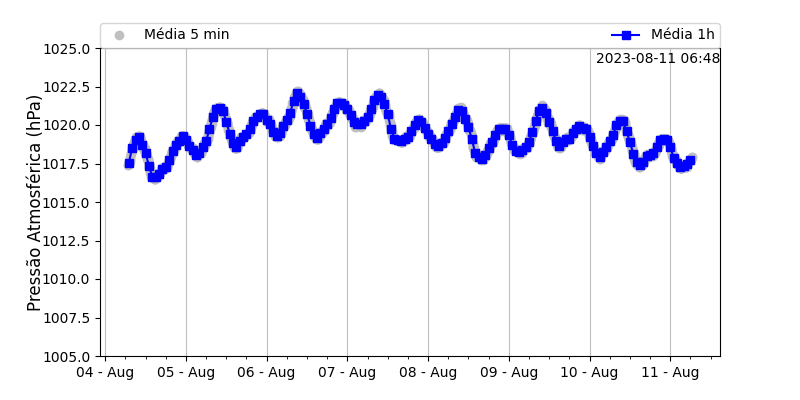 Média 5 min
Média 1h
2023-08-11 06:48
Pressão Atmosférica (hPa)
1025.0
1022.5
1020.0
1017.5
1015.0
1012.5
1010.0
1007.5
1005.0
04 - Aug
05 - Aug
06 - Aug
07 - Aug
08 - Aug
09 - Aug
10 - Aug
11 - Aug